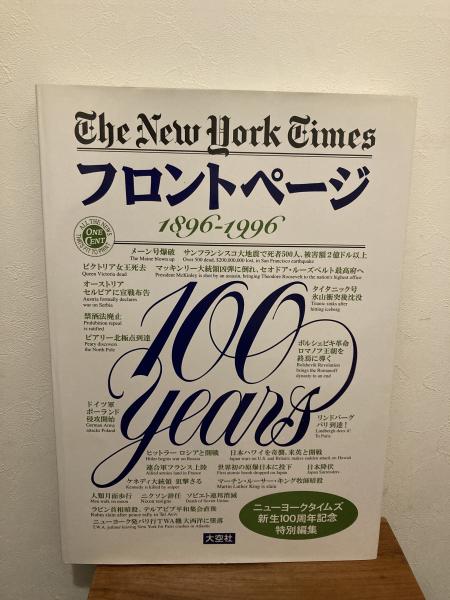 The New York Times
フロントページ
1896-1996
ALL THE NEWS THAT'S FIT TO PRINT
ONE CENT
メーン号爆破
The Maine blown up
サンフランシスコ大地震で死者500人、被害額2億ドル以上
Over 500 dead, $200,000,000 lost, in San Francisco earthquake
ビクトリア女王死去
Queen Victoria dead
マッキンリー大統領凶弾に倒れ、セオドア・ルーズベルト最高府へ
President McKinley is shot by an assassin, bringing Theodore Roosevelt to the nation's highest office
オーストリア
セルビアに宣戦布告
Austria formally declares
war on Serbia
タイタニック号
氷山衝突後沈没
Titanic sinks after
hitting iceberg
禁酒法廃止
Prohibition repeal
is ratified
ピアリー北極点到達
Peary discovers
the North Pole
ボルシェビキ革命
ロマノフ王朝を
終焉に導く
Bolshevik Revolution
brings the Romanoff
dynasty to an end
100
years
ドイツ軍
ポーランド
侵攻開始
German Army
attacks Poland
リンドバーグ
パリ到達!
Lindbergh does it!
To Paris
ヒットラー ロシアと開戦
Hitler begins war on Russia
日本ハワイを奇襲、米英と開戦
Japan wars on U.S. and Britain; makes sudden attack on Hawaii
連合軍フランス上陸
Allied armies land in France
世界初の原爆日本に投下
First atomic bomb dropped on Japan
日本降伏
Japan Surrenders
ケネディ大統領 狙撃さる
Kennedy is killed by sniper
マーチン・ルーサー・キング牧師暗殺
Martin Luther King is slain
人類月面歩行
Men walk on moon
ニクソン辞任
Nixon resigns
ソビエト連邦消滅
Death of Soviet Union
ラビン首相暗殺、テルアビブ平和集会直後
Rabin slain after peace rally in Tel Aviv
ニューヨーク発パリ行TWA機 大西洋に墜落
T.W.A. jetliner leaving New York for Paris crashes in Atlantic
ニューヨークタイムズ
新生100周年記念
特別編集
大空社